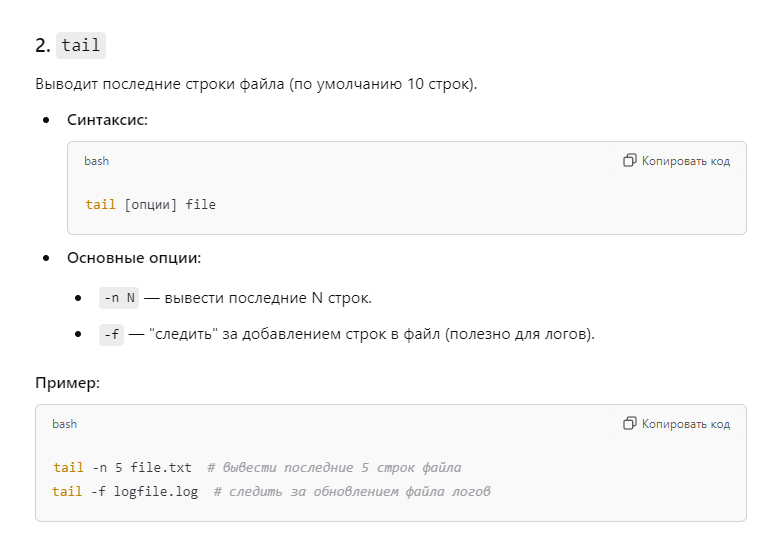 2. tail
Выводит последние строки файла (по умолчанию 10 строк).
Синтаксис:
bash
Копировать код
tail [опции] file
Основные опции:
-n N — вывести последние N строк.
-f — "следить" за добавлением строк в файл (полезно для логов).
Пример:
bash
Копировать код
tail -n 5 file.txt # вывести последние 5 строк файла
tail -f logfile.log # следить за обновлением файла логов